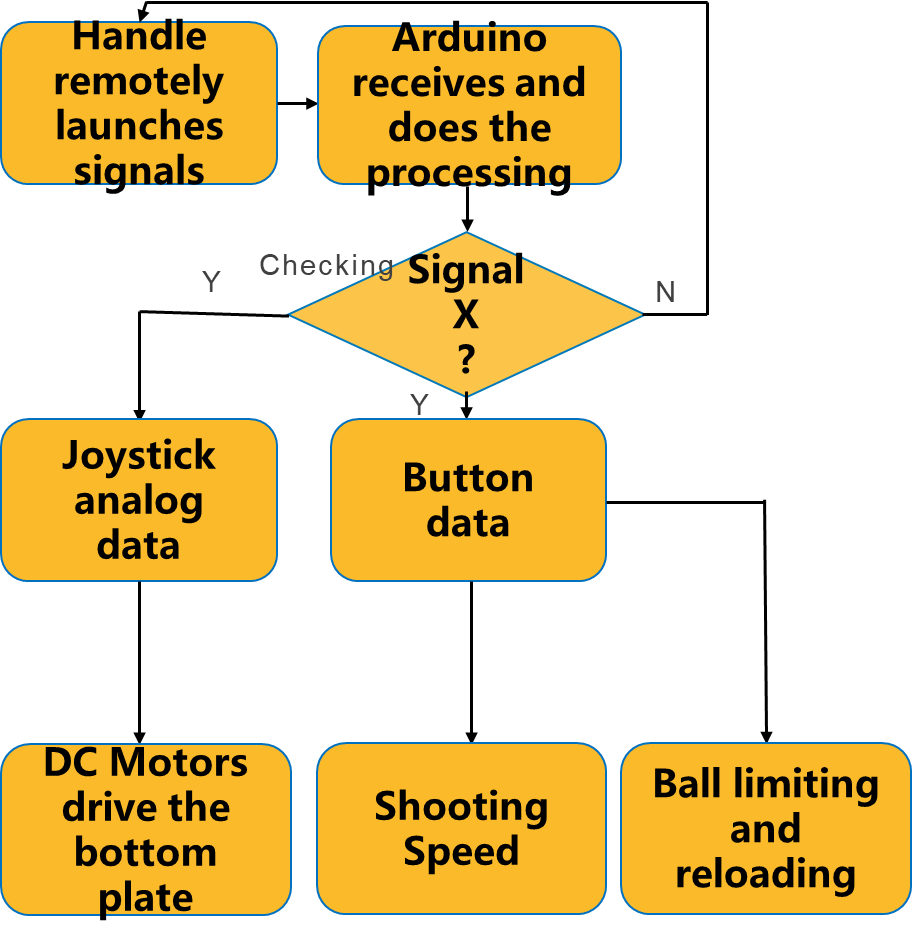 Handle
remotely
launches
signals
Arduino
receives and
does the
processing
Checking
Signal
X
?
Y
N
Y
Joystick
analog
data
Button
data
DC Motors
drive the
bottom
plate
Shooting
Speed
Ball limiting
and
reloading